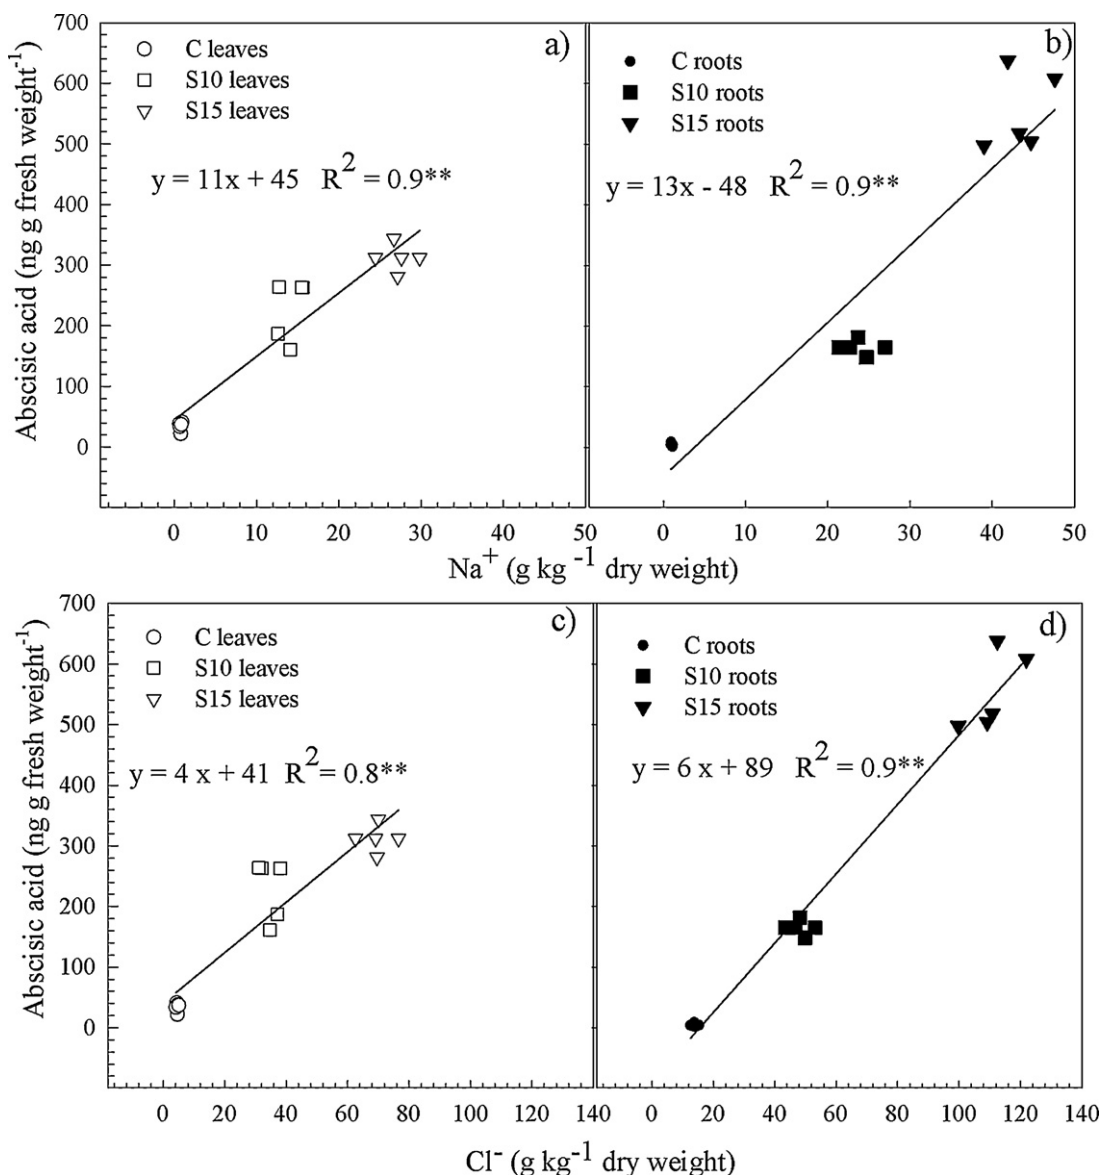 a)
C leaves
S10 leaves
S15 leaves
y = 11x + 45 R² = 0.9**
700
600
500
400
300
200
100
0
Abscisic acid (ng g fresh weight⁻¹)
0 10 20 30 40 50
b)
C roots
S10 roots
S15 roots
y = 13x - 48 R² = 0.9**
0 10 20 30 40 50
Na⁺ (g kg ⁻¹ dry weight)
c)
C leaves
S10 leaves
S15 leaves
y = 4 x + 41 R² = 0.8**
700
600
500
400
300
200
100
0
Abscisic acid (ng g fresh weight⁻¹)
0 20 40 60 80 100 120 140
d)
C roots
S10 roots
S15 roots
y = 6 x + 89 R² = 0.9**
0 20 40 60 80 100 120 140
Cl⁻ (g kg⁻¹ dry weight)